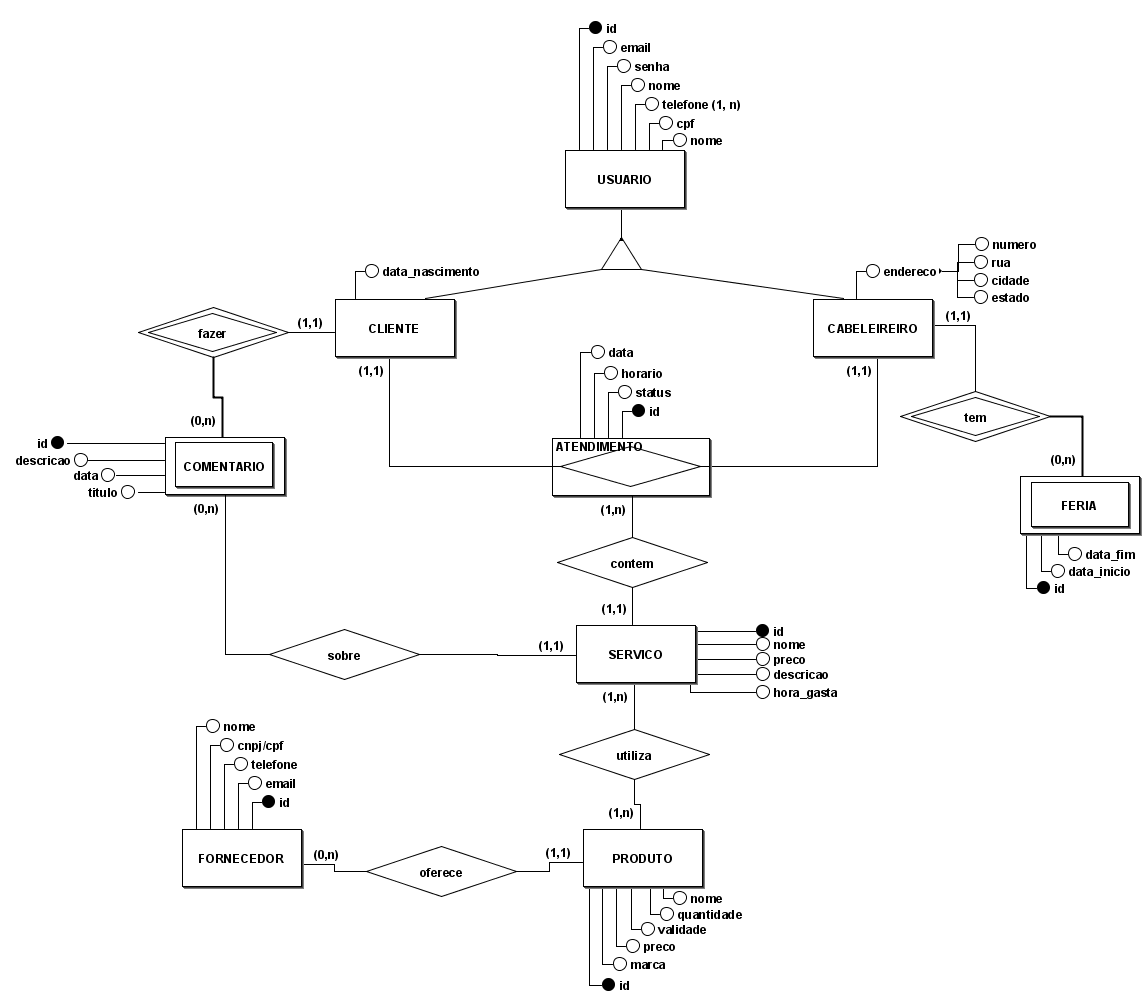 id
email
senha
nome
telefone (1, n)
cpf
nome
USUARIO
data_nascimento
CLIENTE
endereco
numero
rua
cidade
estado
CABELEIREIRO
fazer
(1,1)
(0,n)
(1,1)
(1,1)
(1,1)
tem
(0,n)
data
horario
status
id
ATENDIMENTO
id
descricao
data
titulo
COMENTARIO
(0,n)
(1,n)
contem
(1,1)
FERIA
data_fim
data_inicio
id
sobre
(1,1)
SERVICO
id
nome
preco
descricao
hora_gasta
(1,n)
utiliza
(1,n)
nome
cnpj/cpf
telefone
email
id
FORNECEDOR
(0,n)
oferece
(1,1)
PRODUTO
nome
quantidade
validade
preco
marca
id